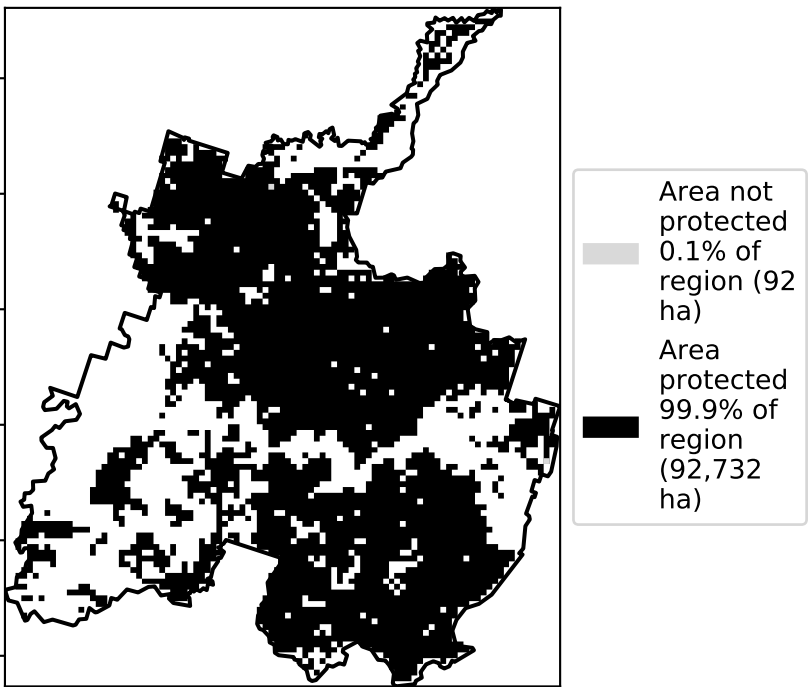 Area not
protected
0.1% of
region (92
ha)
Area
protected
99.9% of
region
(92,732
ha)